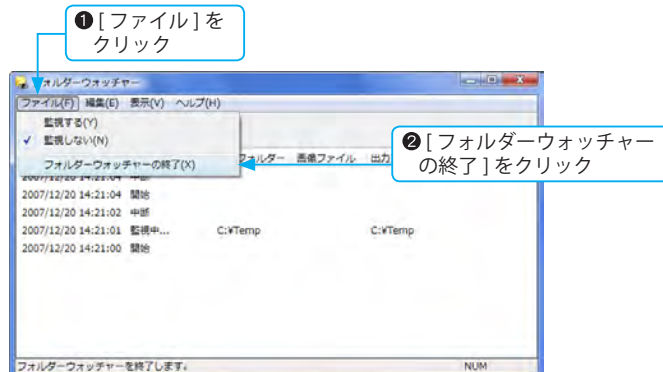 ❶[ファイル]を
クリック
フォルダーウォッチャー
ファイル(F) 編集(E) 表示(V) ヘルプ(H)
監視する(Y)
✓ 監視しない(N)
フォルダーウォッチャーの終了(X)
フォルダー 画像ファイル 出力
❷[フォルダーウォッチャー
の終了]をクリック
2007/12/20 14:21:04 中断
2007/12/20 14:21:04 開始
2007/12/20 14:21:02 中断
2007/12/20 14:21:01 監視中... C:¥Temp C:¥Temp
2007/12/20 14:21:00 開始
フォルダーウォッチャーを終了します。 NUM